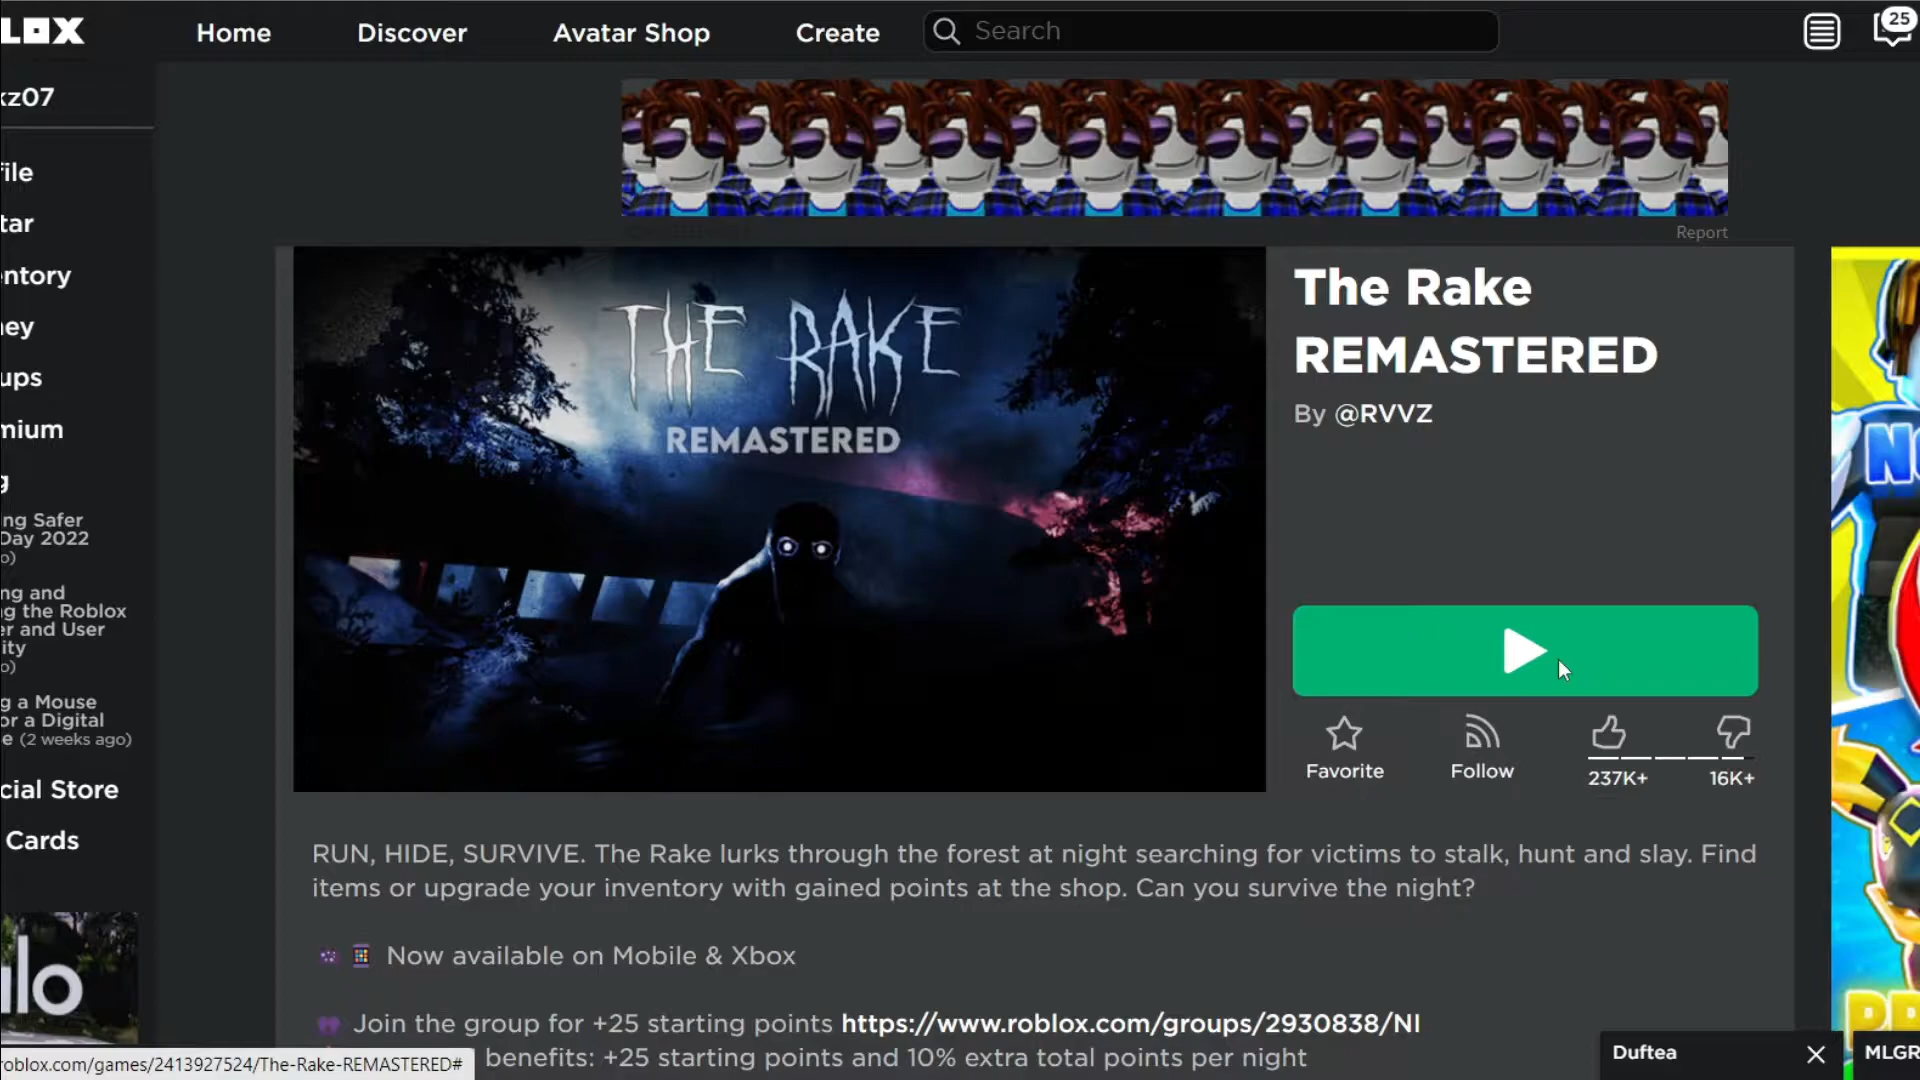 LOX
Home
Discover
Avatar Shop
Create
Search
25
kz07
file
tar
entory
ey
ups
mium
g
ng Safer
Day 2022
o)
ng and
g the Roblox
er and User
ity
o)
g a Mouse
or a Digital
e (2 weeks ago)
cial Store
Cards
lo
Report
THE RAKE
REMASTERED
The Rake
REMASTERED
By @RVVZ
Favorite
Follow
237K+
16K+
RUN, HIDE, SURVIVE. The Rake lurks through the forest at night searching for victims to stalk, hunt and slay. Find
items or upgrade your inventory with gained points at the shop. Can you survive the night?
Now available on Mobile & Xbox
Join the group for +25 starting points https://www.roblox.com/groups/2930838/NI
benefits: +25 starting points and 10% extra total points per night
roblox.com/games/2413927524/The-Rake-REMASTERED#
Duftea
MLGR